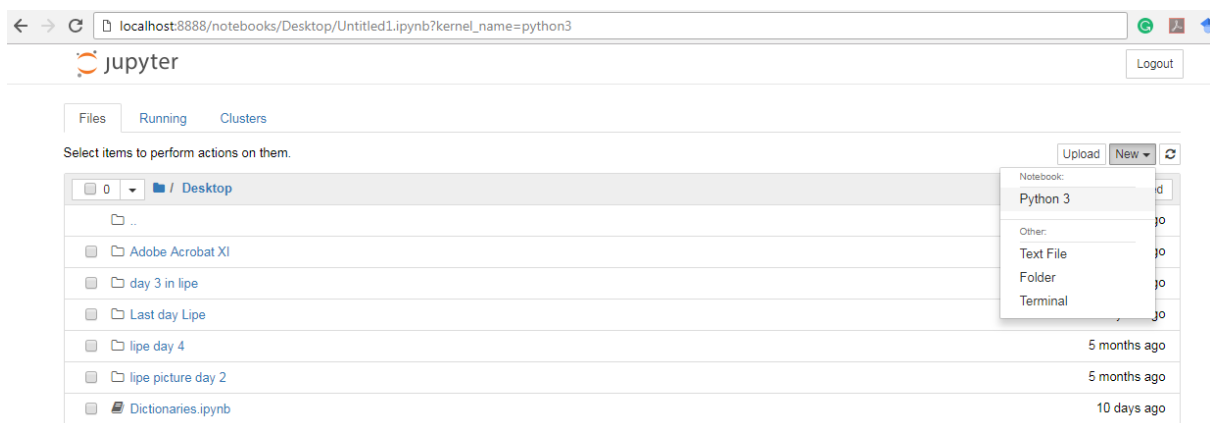 localhost:8888/notebooks/Desktop/Untitled1.ipynb?kernel_name=python3
jupyter
Logout
Files Running Clusters
Select items to perform actions on them.
Upload New
0 / Desktop
Notebook:
Python 3
Other:
Text File
Folder
Terminal
..
Adobe Acrobat XI
day 3 in lipe
Last day Lipe
lipe day 4 5 months ago
lipe picture day 2 5 months ago
Dictionaries.ipynb 10 days ago